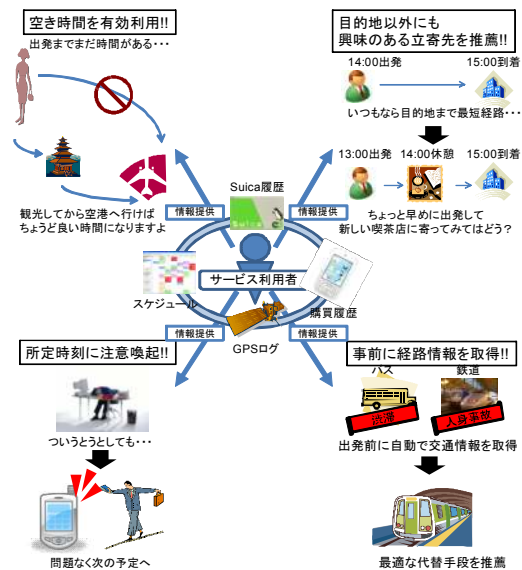 空き時間を有効利用!!
出発までまだ時間がある・・・
観光してから空港へ行けば
ちょうど良い時間になりますよ
目的地以外にも
興味のある立寄先を推薦!!
14:00出発
15:00到着
いつもなら目的地まで最短経路・・・
13:00出発
14:00休憩
15:00到着
ちょっと早めに出発して
新しい喫茶店に寄ってみてはどう？
情報提供
Suica履歴
Suica
情報提供
サービス利用者
スケジュール
購買履歴
情報提供
GPSログ
情報提供
所定時刻に注意喚起!!
ついうとうとしても・・・
問題なく次の予定へ
事前に経路情報を取得!!
バス
鉄道
渋滞
人身事故
出発前に自動で交通情報を取得
最適な代替手段を推薦